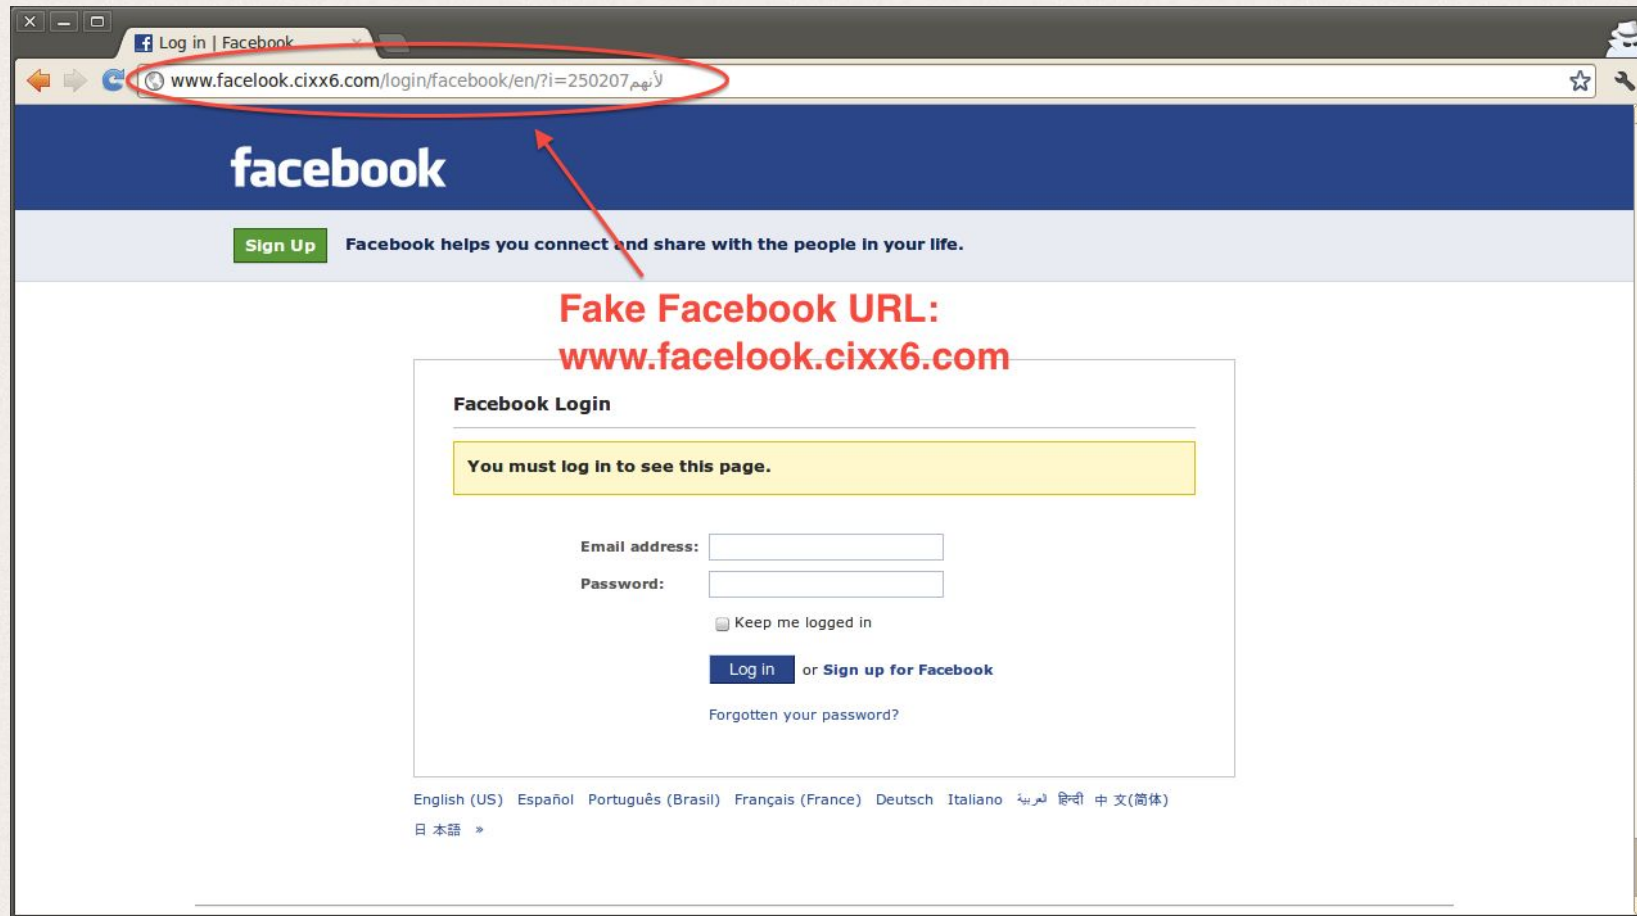 Log in | Facebook
www.facelook.cixx6.com/login/facebook/en/?i=250207لأنهم
facebook
Sign Up Facebook helps you connect and share with the people in your life.
Fake Facebook URL:
www.facelook.cixx6.com
Facebook Login
You must log in to see this page.
Email address:
Password:
Keep me logged in
Log in or Sign up for Facebook
Forgotten your password?
English (US) Español Português (Brasil) Français (France) Deutsch Italiano العربية हिन्दी 中文(简体)
日本語 »